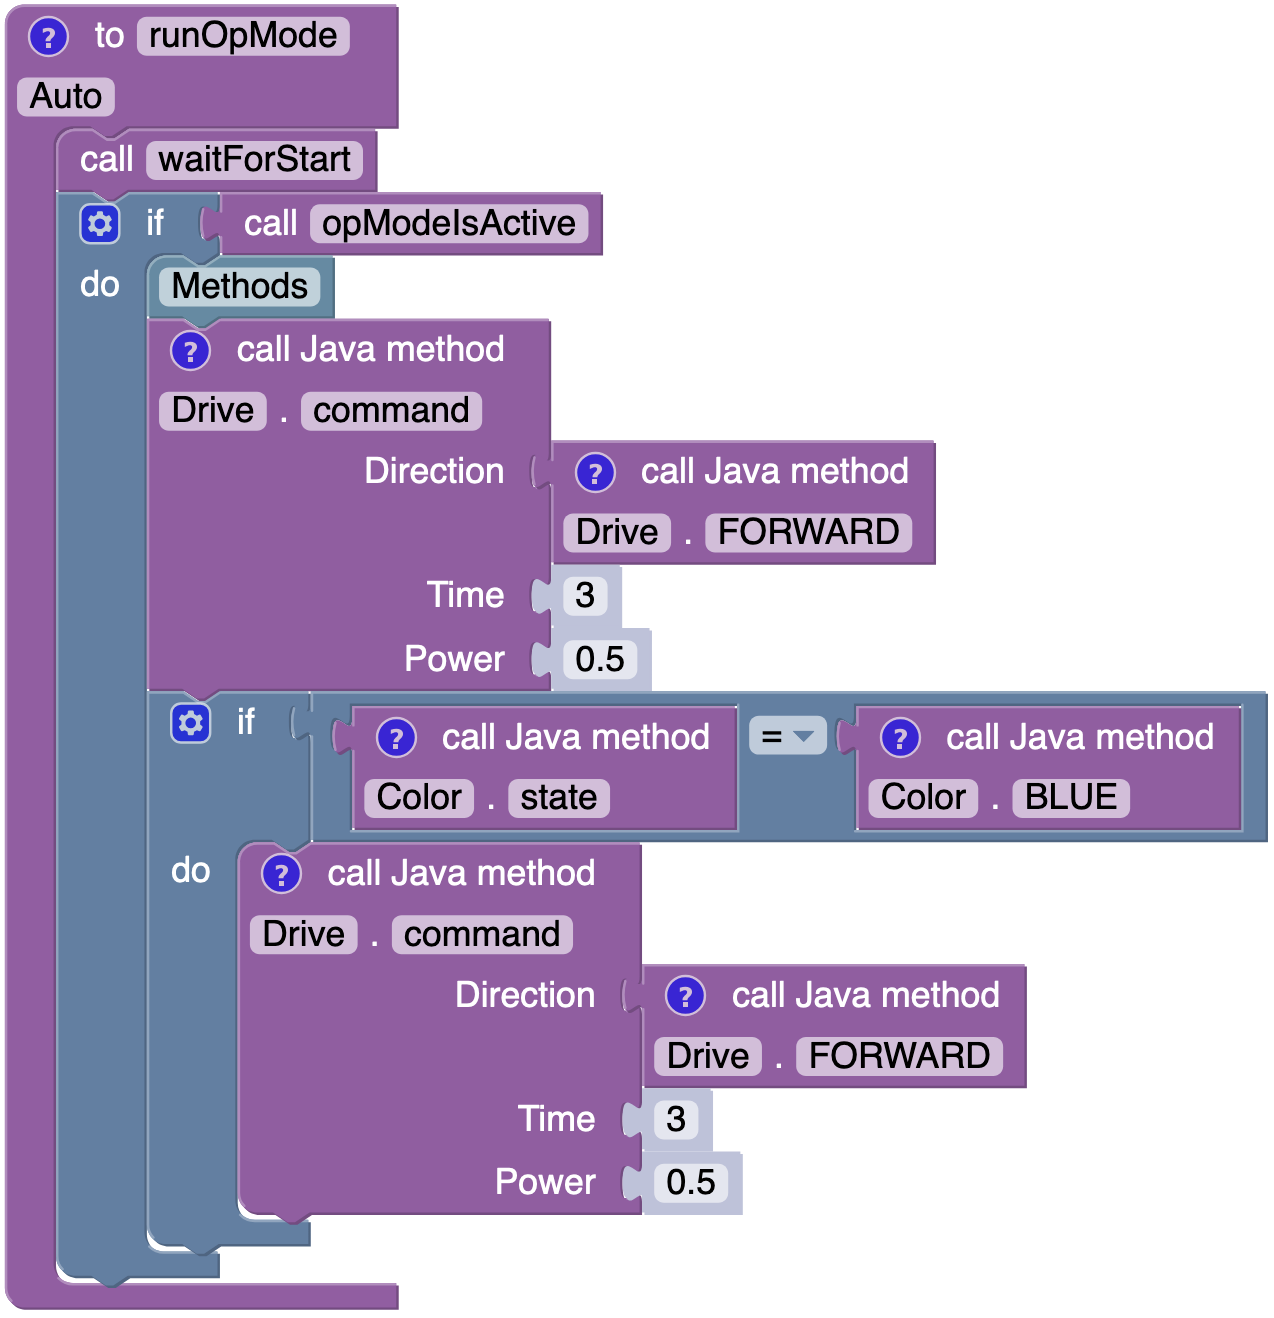 ? to runOpMode
Auto
call waitForStart
if call opModeIsActive
do Methods
? call Java method
Drive . command
Direction ? call Java method
Drive . FORWARD
Time 3
Power 0.5
if ? call Java method = ? call Java method
Color . state Color . BLUE
do ? call Java method
Drive . command
Direction ? call Java method
Drive . FORWARD
Time 3
Power 0.5